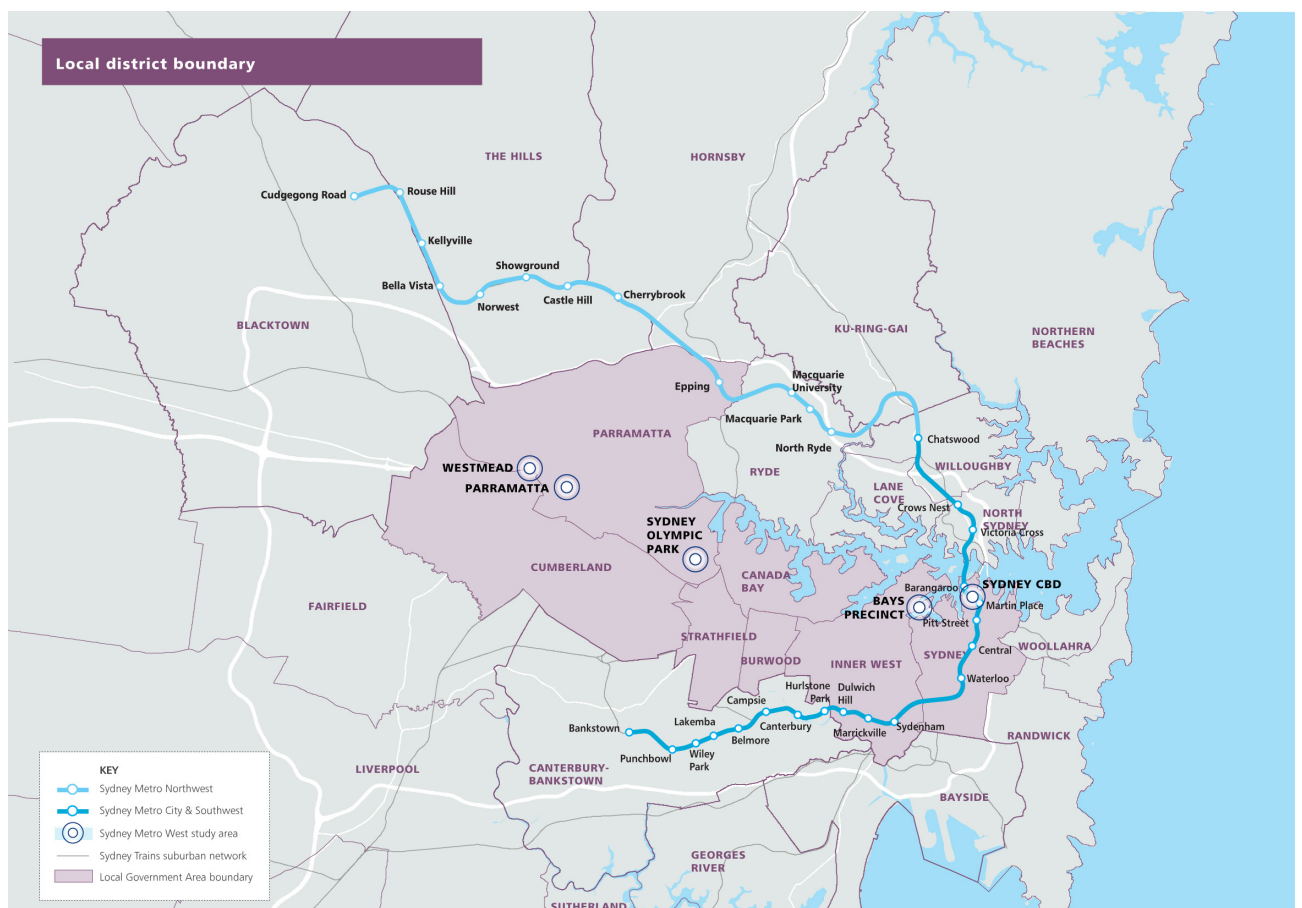 Local district boundary
THE HILLS
HORNSBY
Cudgegong Road
Rouse Hill
Kellyville
Showground
Bella Vista
Norwest
Castle Hill
Cherrybrook
BLACKTOWN
KU-RING-GAI
NORTHERN
BEACHES
Epping
Macquarie
University
Macquarie Park
North Ryde
PARRAMATTA
Chatswood
WESTMEAD
PARRAMATTA
RYDE
WILLOUGHBY
LANE
COVE
Crows Nest
NORTH
SYDNEY
Victoria Cross
SYDNEY
OLYMPIC
PARK
CUMBERLAND
CANADA
BAY
Barangaroo
SYDNEY CBD
Martin Place
BAYS
PRECINCT
Pitt Street
FAIRFIELD
STRATHFIELD
BURWOOD
INNER WEST
SYDNEY
Central
WOOLLAHRA
Waterloo
Hurlstone
Park
Dulwich
Hill
Campsie
Lakemba
Bankstown
Canterbury
Belmore
Marrickville
Sydenham
Punchbowl
Wiley
Park
RANDWICK
LIVERPOOL
CANTERBURY-
BANKSTOWN
BAYSIDE
GEORGES
RIVER
SUTHERLAND
KEY
Sydney Metro Northwest
Sydney Metro City & Southwest
Sydney Metro West study area
Sydney Trains suburban network
Local Government Area boundary